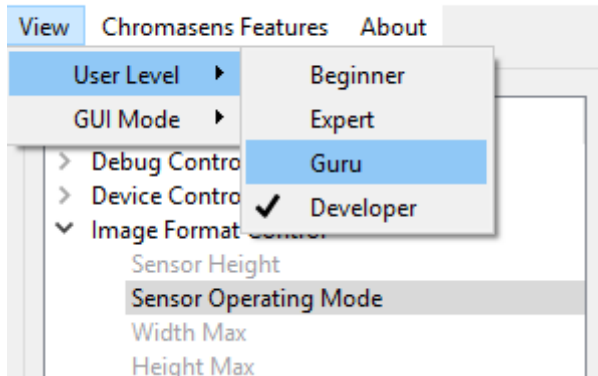 View Chromasens Features About
User Level Beginner
GUI Mode Expert
Debug Contro Guru
Device Contro Developer
Image Format Control
Sensor Height
Sensor Operating Mode
Width Max
Height Max